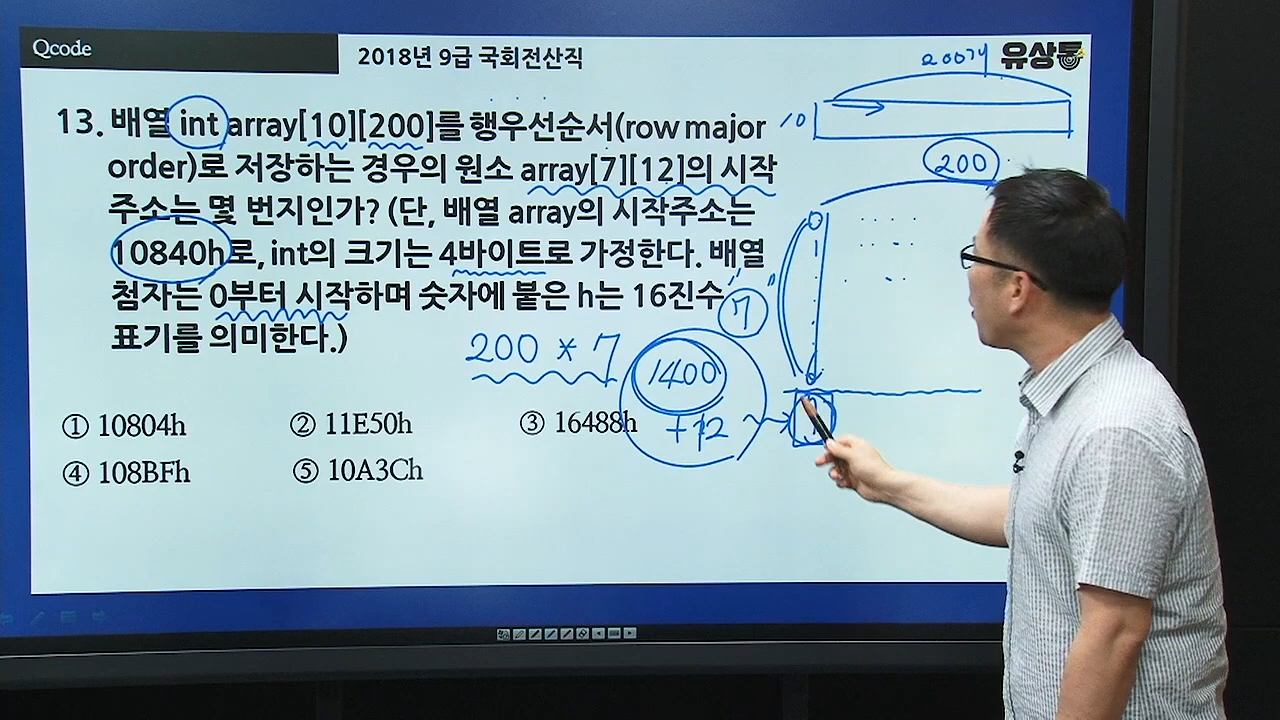 Qcode
2018년 9급 국회전산직
유상통
200개
10
200
13. 배열 int array[10][200]를 행우선순서(row major
order)로 저장하는 경우의 원소 array[7][12]의 시작
주소는 몇 번지인가? (단, 배열 array의 시작주소는
10840h로, int의 크기는 4바이트로 가정한다. 배열
첨자는 0부터 시작하며 숫자에 붙은 h는 16진수
표기를 의미한다.)
0
1
7
200 * 7
1400
+12
① 10804h
② 11E50h
③ 16488h
④ 108BFh
⑤ 10A3Ch